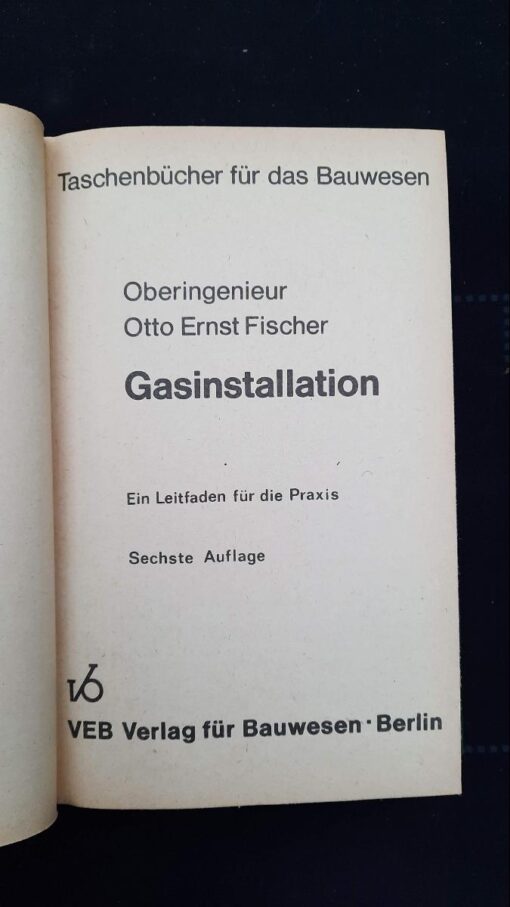 Taschenbücher für das Bauwesen
Oberingenieur
Otto Ernst Fischer
Gasinstallation
Ein Leitfaden für die Praxis
Sechste Auflage
VEB Verlag für Bauwesen · Berlin